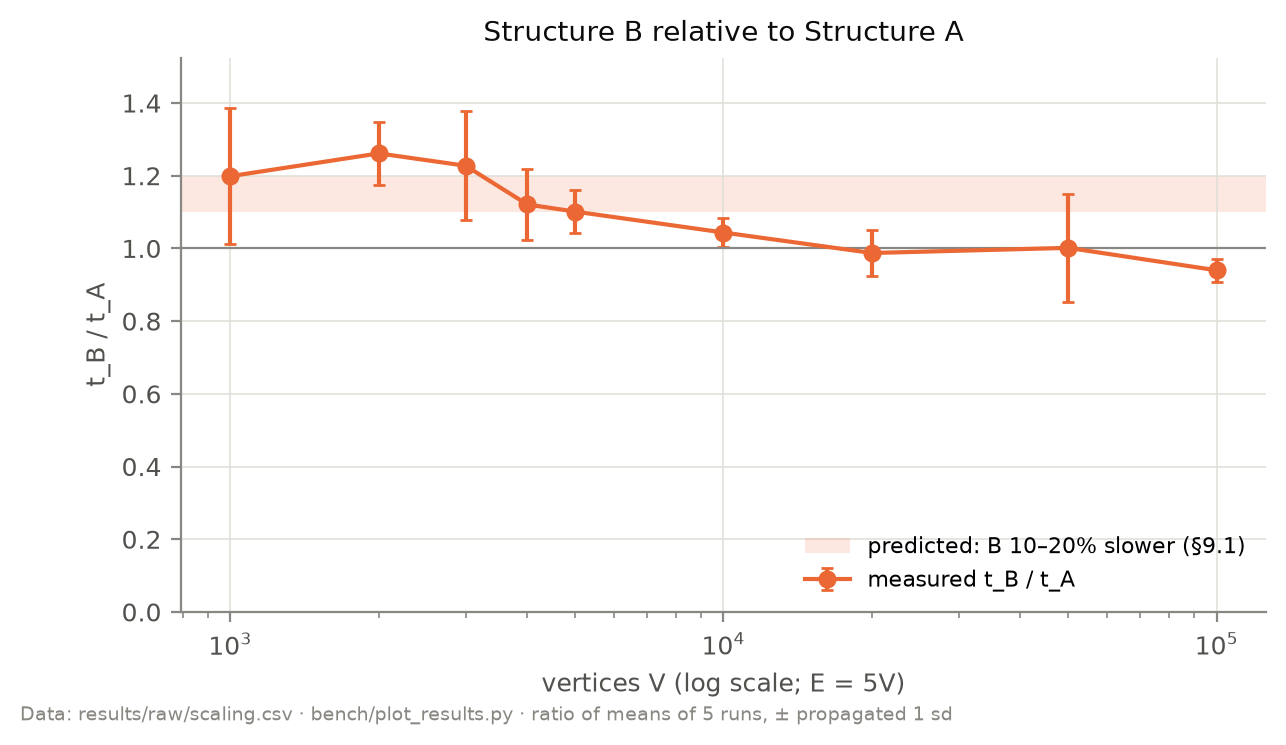 Structure B relative to Structure A
t_B / t_A
1.4
1.2
1.0
0.8
0.6
0.4
0.2
0.0
predicted: B 10–20% slower (§9.1)
measured t_B / t_A
10³ 10⁴ 10⁵
vertices V (log scale; E = 5V)
Data: results/raw/scaling.csv · bench/plot_results.py · ratio of means of 5 runs, ± propagated 1 sd